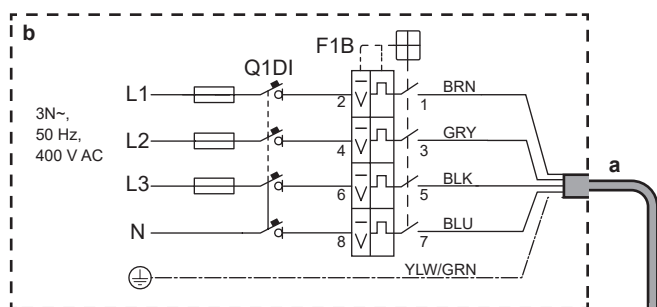 b
F1B
Q1DI
3N~,
50 Hz,
400 V AC
L1 2 1 BRN
L2 4 3 GRY
L3 6 5 BLK
N 8 7 BLU
YLW/GRN
a